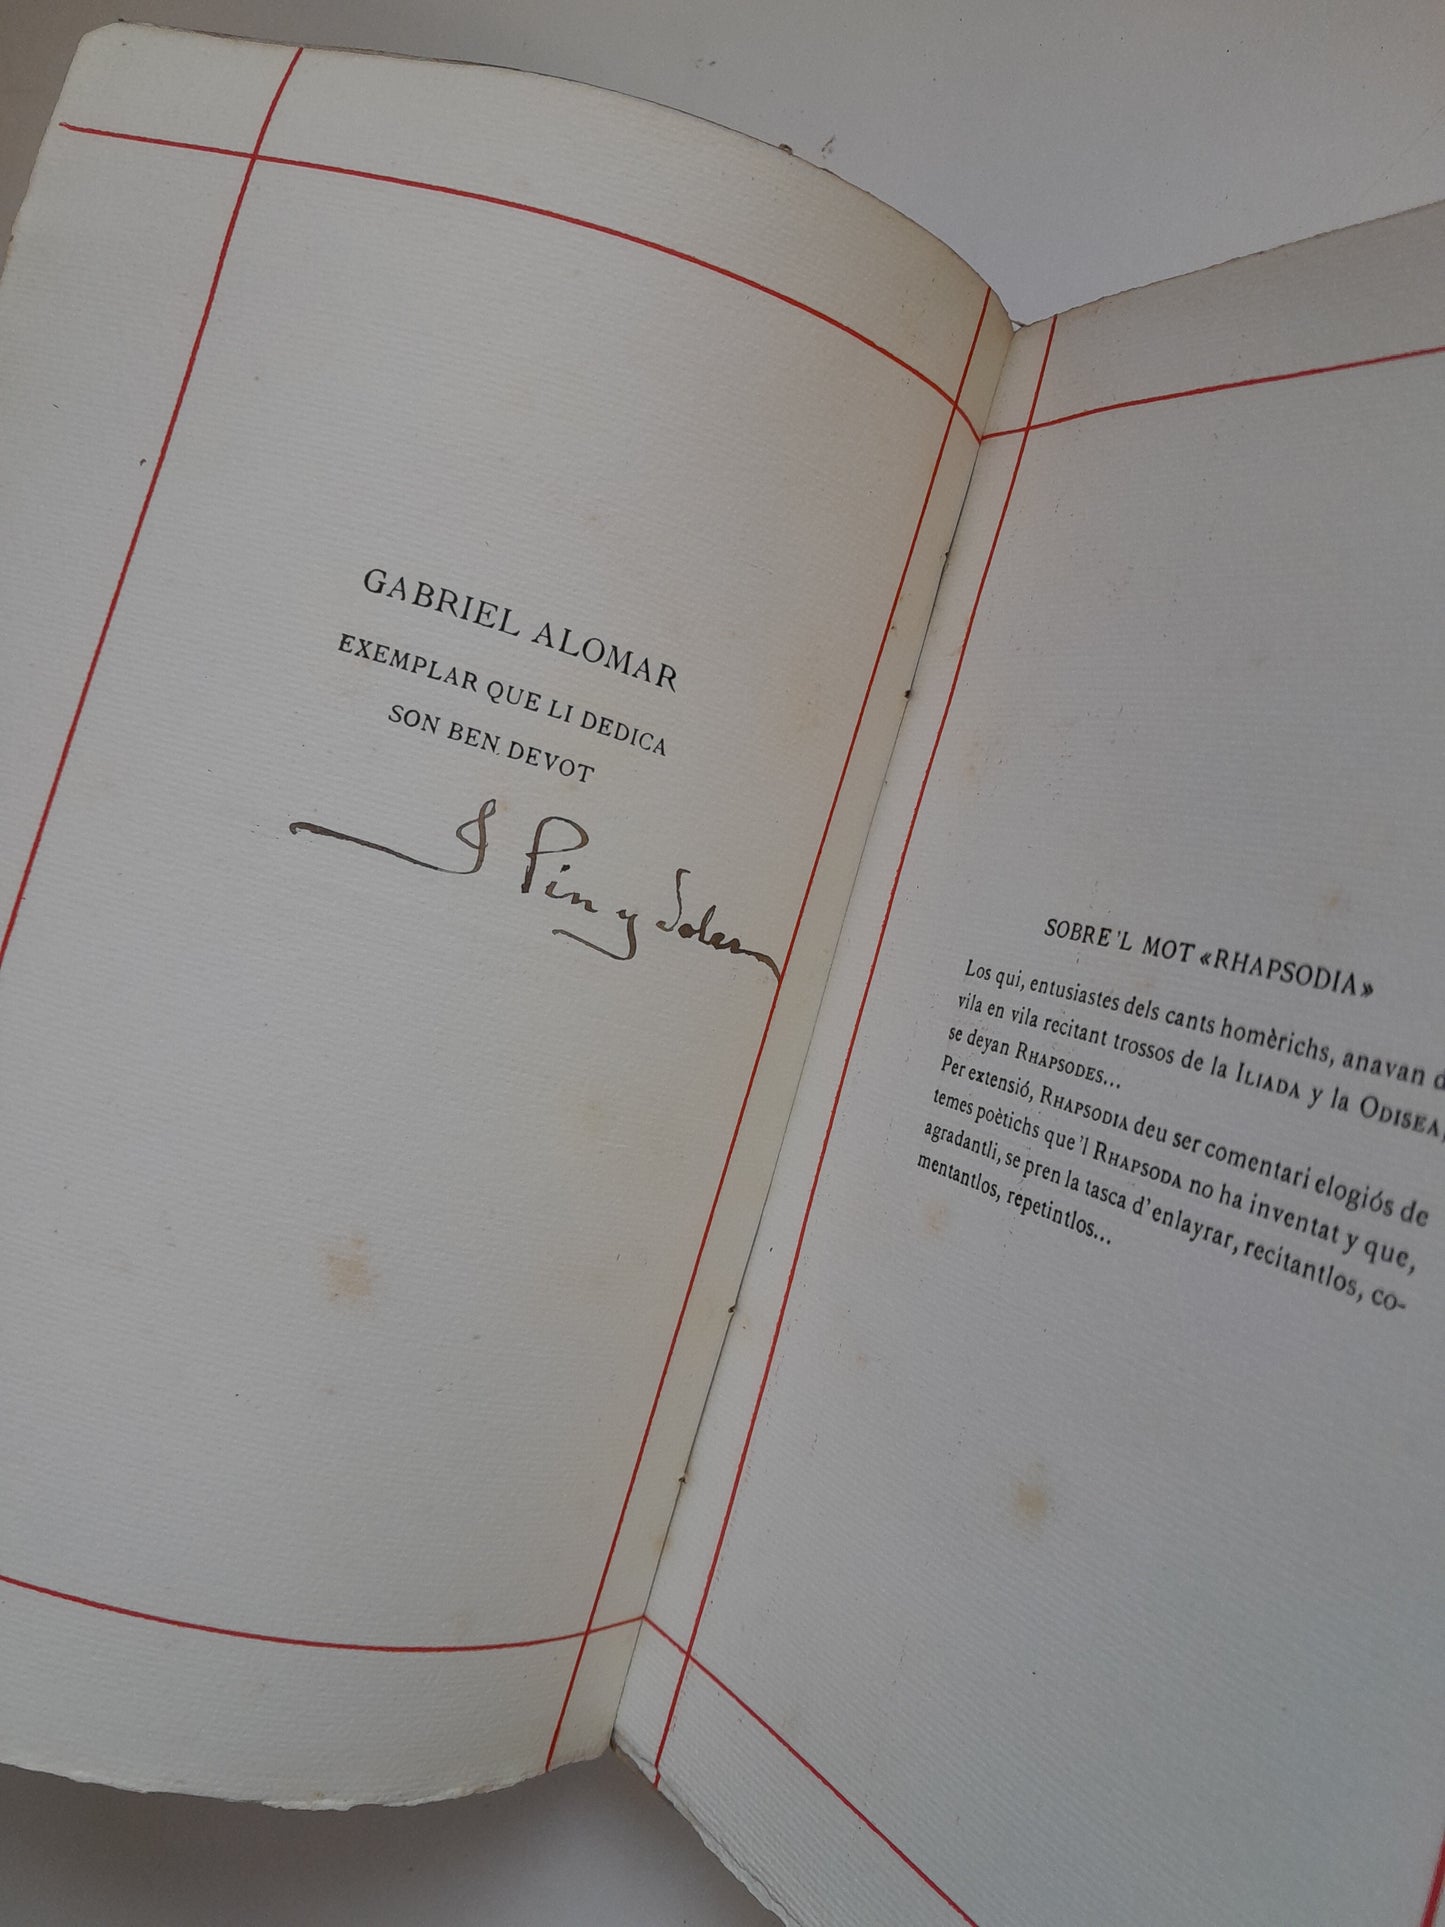 GABRIEL ALOMAR
EXEMPLAR QUE LI DEDICA
SON BEN DEVOT
J Pin y Soler
SOBRE 'L MOT «RHAPSODIA»
Los qui, entusiastes dels cants homèrichs, anavan d
vila en vila recitant trossos de la ILIADA y la ODISEA,
se deyan RHAPSODES...
Per extensió, RHAPSODIA deu ser comentari elogiós de
temes poètichs que 'l RHAPSODA no ha inventat y que,
agradantli, se pren la tasca d' enlayrar, recitantlos, co-
mentantlos, repetintlos...